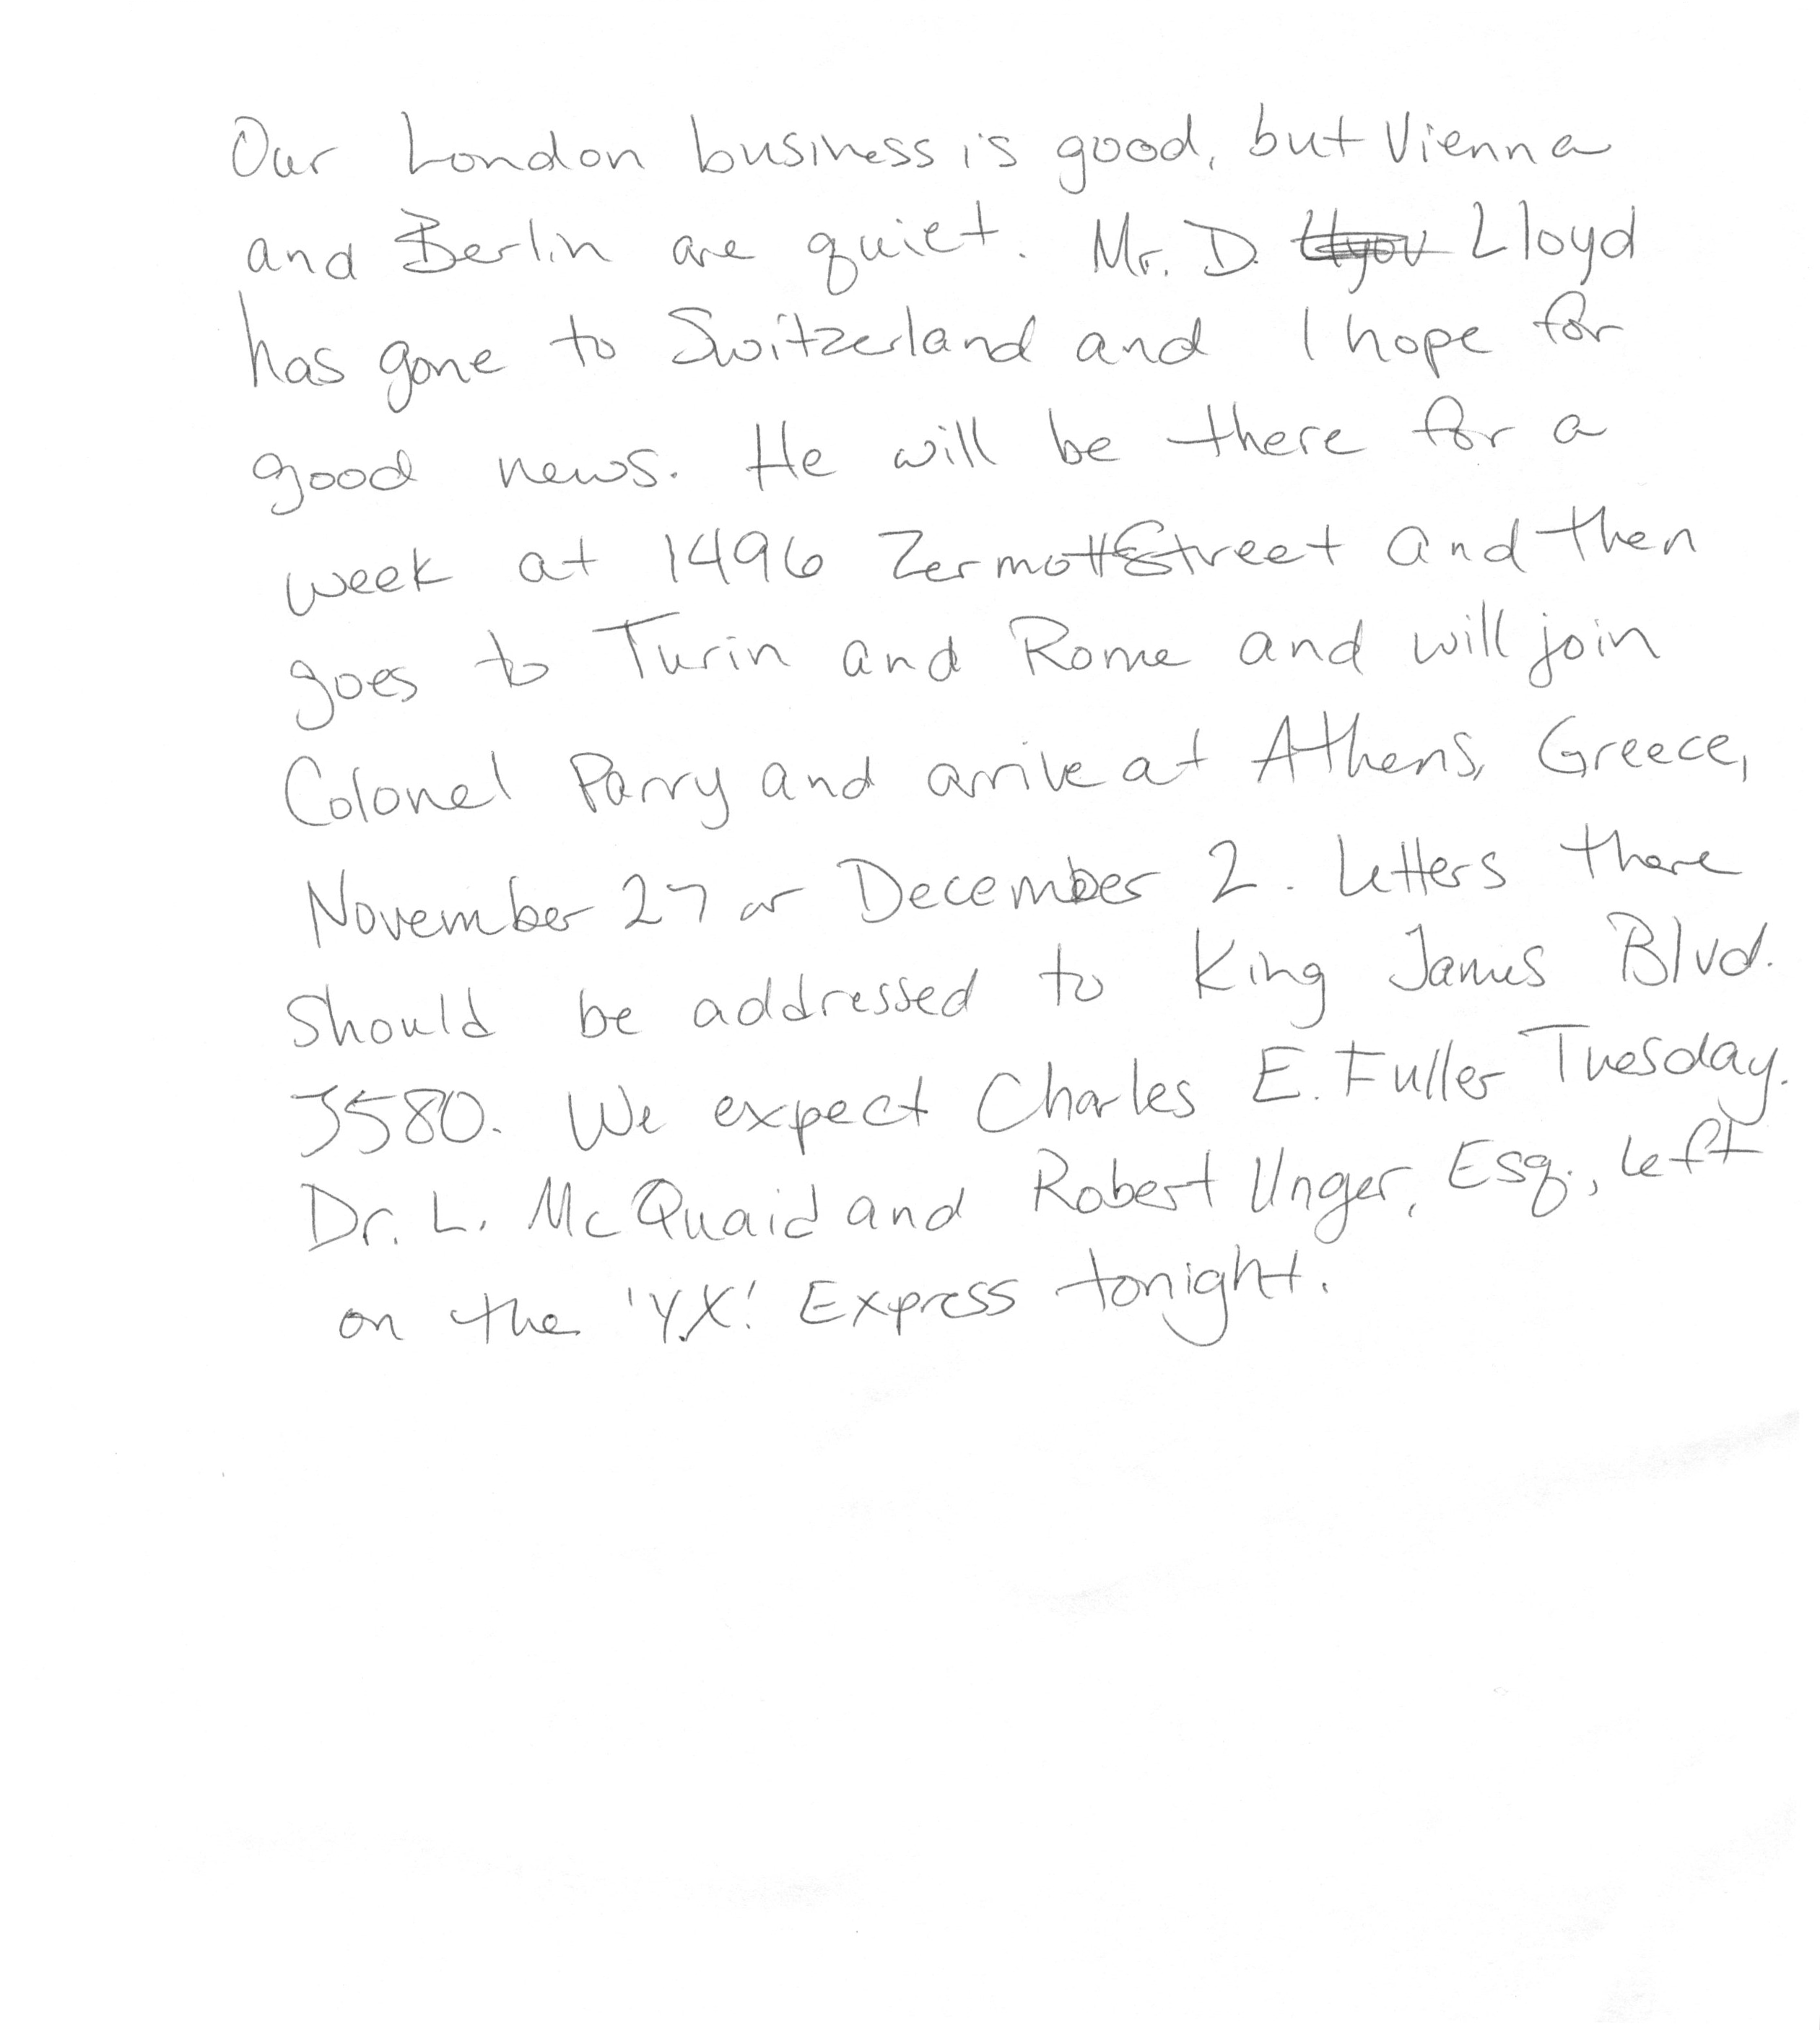 Our London business is good, but Vienna
and Berlin are quiet. Mr. D. Lloyd
has gone to Switzerland and I hope for
good news. He will be there for a
week at 1496 Zermott Street and then
goes to Turin and Rome and will join
Colonel Parry and arrive at Athens, Greece,
November 27 or December 2. Letters there
should be addressed to King James Blvd.
3580. We expect Charles E. Fuller Tuesday.
Dr. L. McQuaid and Robert Unger, Esq., left
on the 'Y.X.' Express tonight.